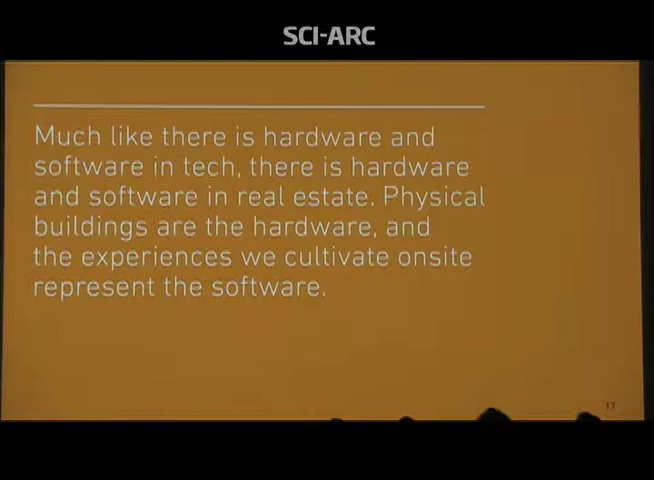 SCI-ARC
Much like there is hardware and
software in tech, there is hardware
and software in real estate. Physical
buildings are the hardware, and
the experiences we cultivate onsite
represent the software.
17